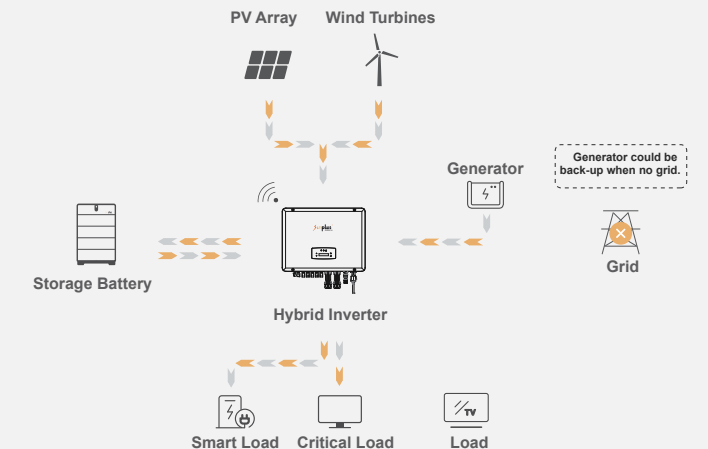 PV Array
Wind Turbines
Generator
Generator could be
back-up when no grid.
Storage Battery
Grid
Hybrid Inverter
TV
Smart Load
Critical Load
Load